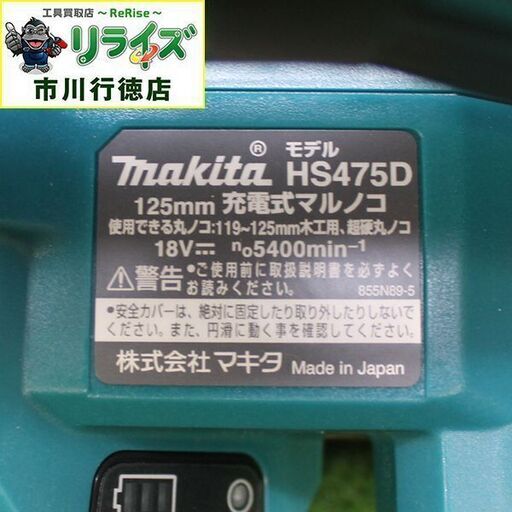 工具買取店 ~ ReRise ~
リライズ
市川行徳店
makita® モデル HS475D
125mm 充電式マルノコ
使用できる丸ノコ:119~125mm木工用、超硬丸ノコ
18V⎓ n₀5400min⁻¹
⚠警告 •ご使用前に取扱説明書を必ずよく
お読みください。 855N89-5
•安全カバーは、絶対に固定したり取り外したりしないで
ください。また、円滑に動く事を確認してください。
株式会社マキタ Made in Japan